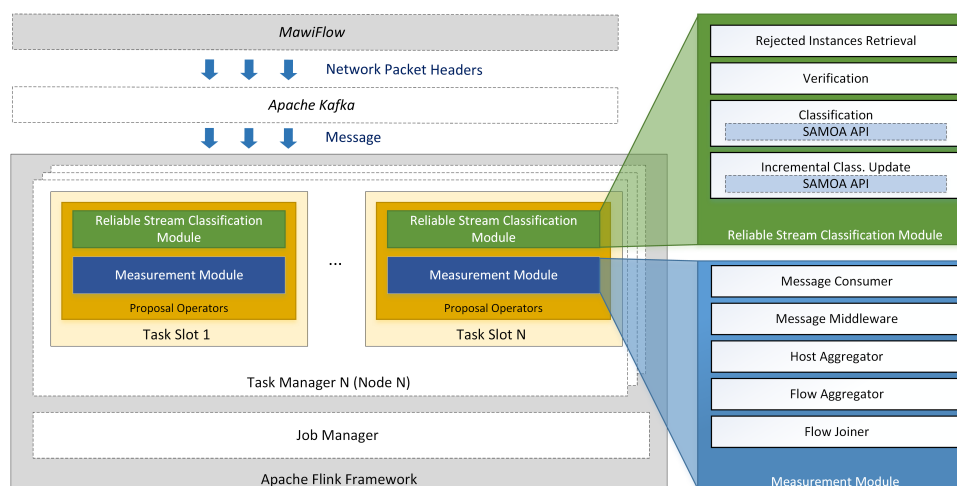 MawiFlow
Network Packet Headers
Apache Kafka
Message
Reliable Stream Classification
Module
Measurement Module
Proposal Operators
Task Slot 1
...
Reliable Stream Classification
Module
Measurement Module
Proposal Operators
Task Slot N
Task Manager N (Node N)
Job Manager
Apache Flink Framework
Rejected Instances Retrieval
Verification
Classification
SAMOA API
Incremental Class. Update
SAMOA API
Reliable Stream Classification Module
Message Consumer
Message Middleware
Host Aggregator
Flow Aggregator
Flow Joiner
Measurement Module